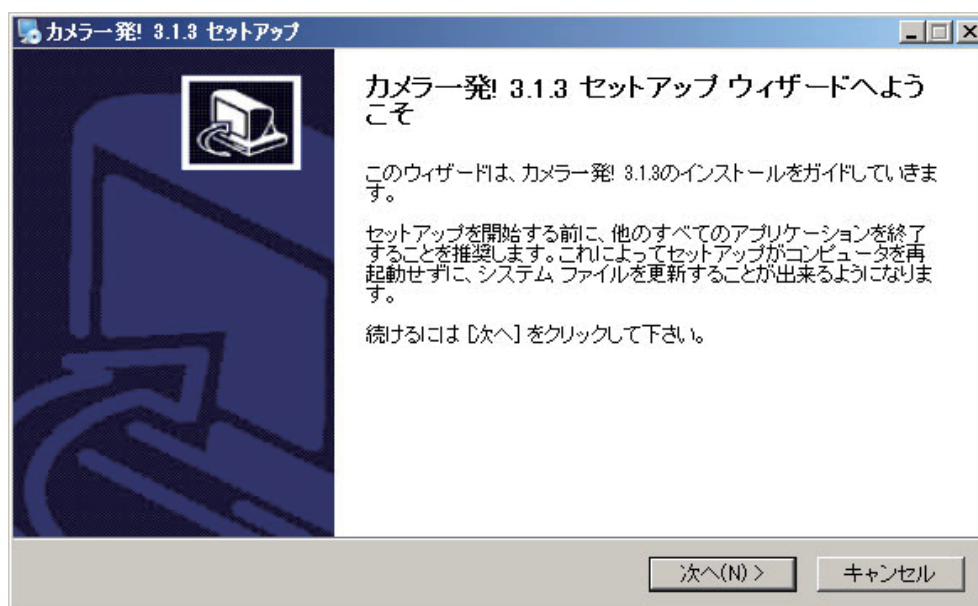 カメラ一発! 3.1.3 セットアップ
カメラ一発! 3.1.3 セットアップ ウィザードへよう
こそ
このウィザードは、カメラ一発! 3.1.3のインストールをガイドしていきま
す。
セットアップを開始する前に、他のすべてのアプリケーションを終了
することを推奨します。これによってセットアップがコンピュータを再
起動せずに、システム ファイルを更新することが出来るようになりま
す。
続けるには [次へ] をクリックして下さい。
次へ(N) >
キャンセル